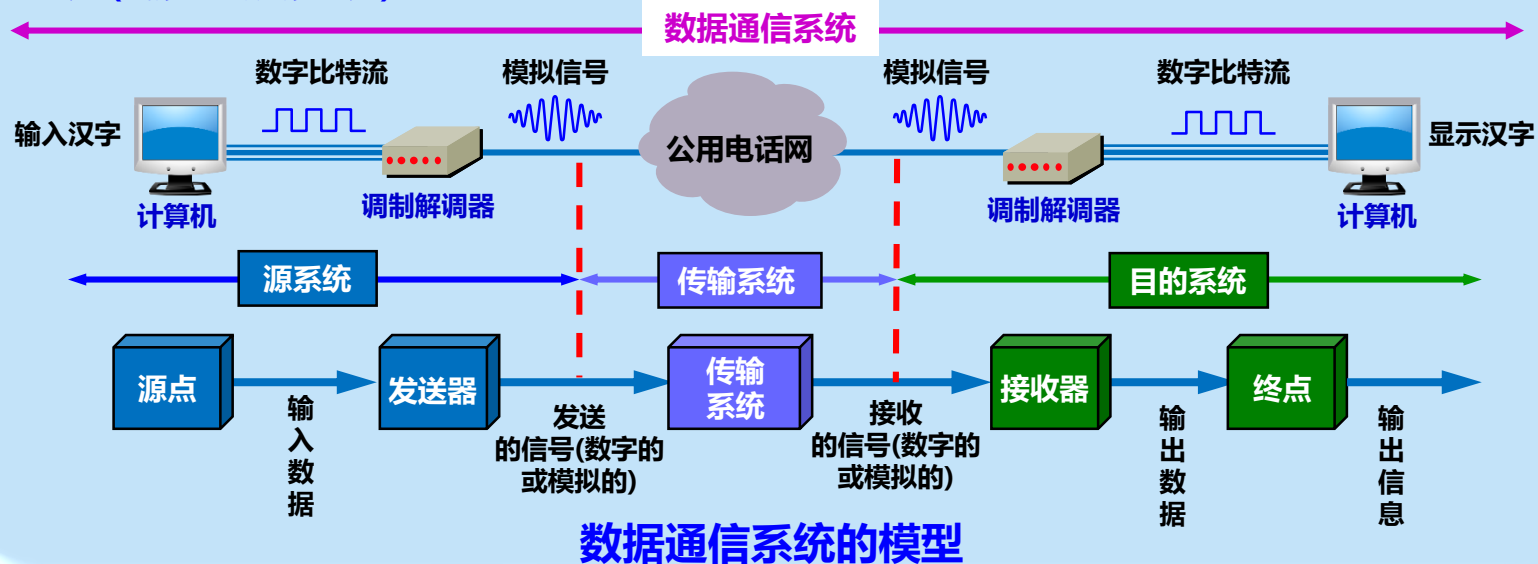 数据通信系统
数字比特流
模拟信号
模拟信号
数字比特流
输入汉字
公用电话网
显示汉字
计算机
调制解调器
调制解调器
计算机
源系统
传输系统
目的系统
源点
发送器
传输
系统
接收器
终点
输入数据
发送
的信号(数字的
或模拟的)
接收
的信号(数字的
或模拟的)
输出数据
输出信息
数据通信系统的模型